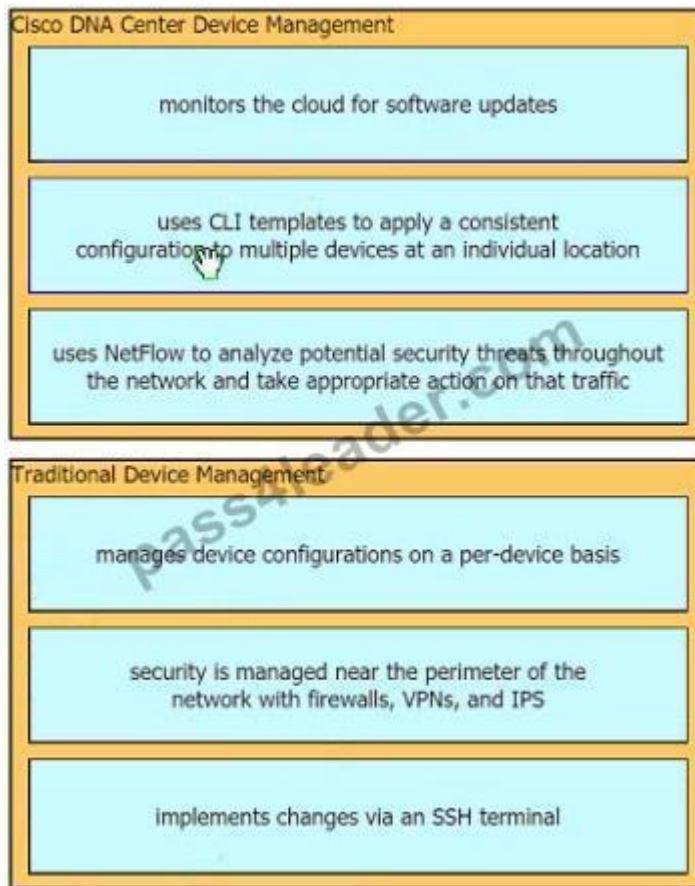 Cisco DNA Center Device Management
monitors the cloud for software updates
uses CLI templates to apply a consistent
configuration to multiple devices at an individual location
uses NetFlow to analyze potential security threats throughout
the network and take appropriate action on that traffic
Traditional Device Management
manages device configurations on a per-device basis
security is managed near the perimeter of the
network with firewalls, VPNs, and IPS
implements changes via an SSH terminal
pass4leader.com